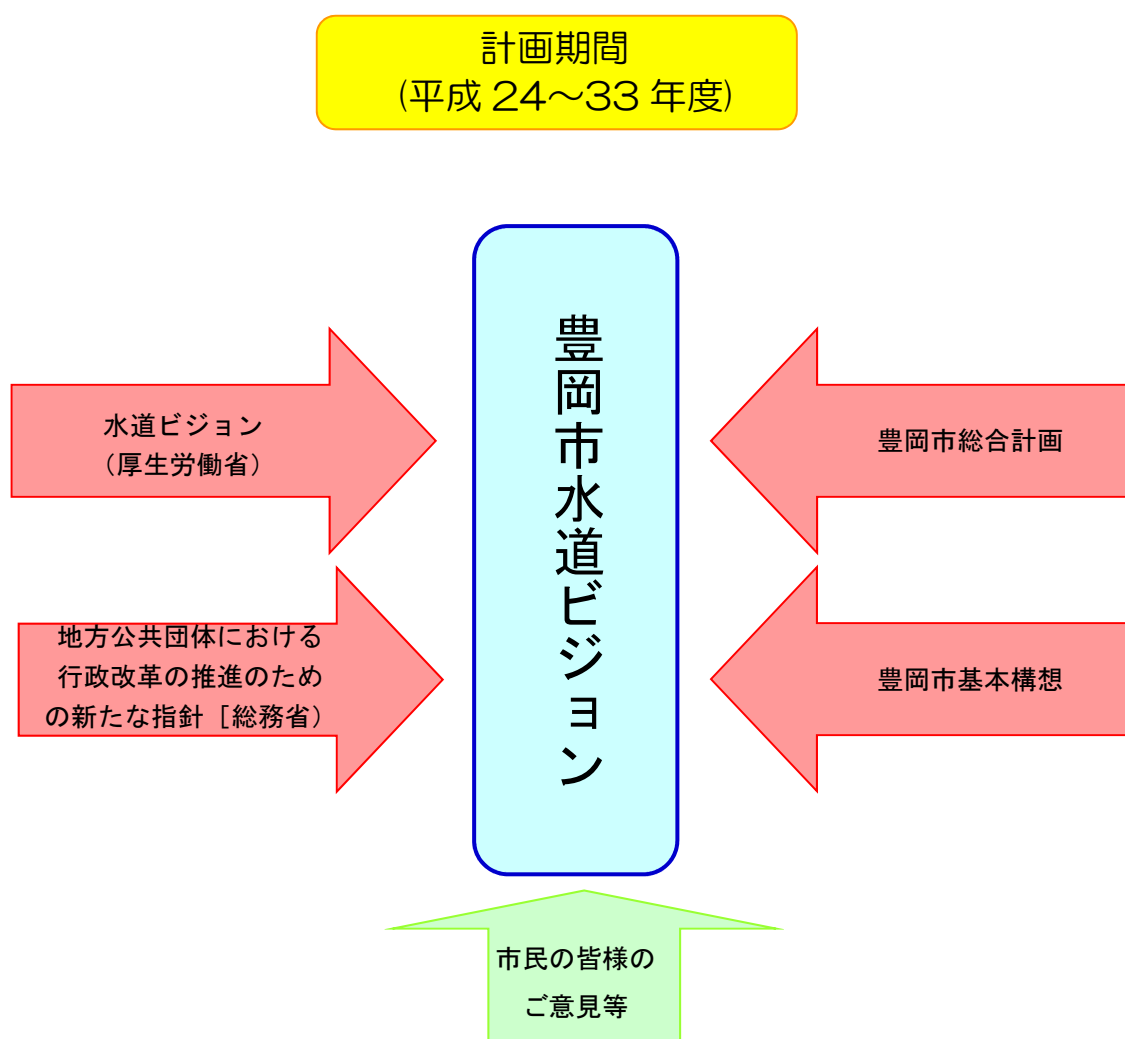 計画期間
(平成 24～33 年度)
豊岡市水道ビジョン
水道ビジョン
（厚生労働省）
地方公共団体における
行政改革の推進のため
の新たな指針［総務省）
豊岡市総合計画
豊岡市基本構想
市民の皆様の
ご意見等